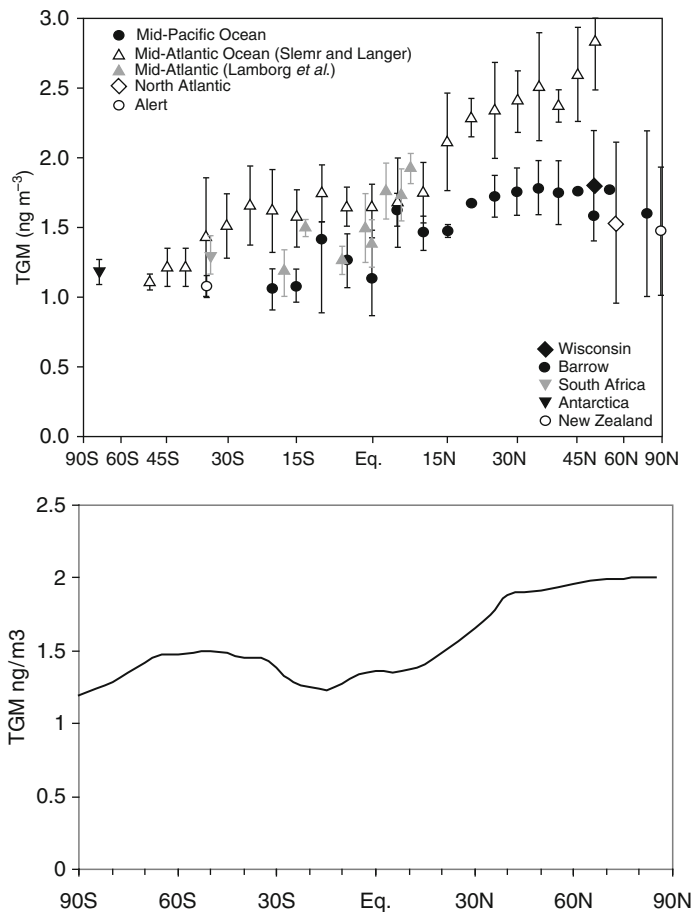 3.0
Mid-Pacific Ocean
Mid-Atlantic Ocean (Slemr and Langer)
Mid-Atlantic (Lamborg et al.)
North Atlantic
Alert
2.5
2.0
TGM (ng m⁻³)
1.5
1.0
Wisconsin
Barrow
South Africa
Antarctica
New Zealand
0.5
0.0
90S 60S 45S 30S 15S Eq. 15N 30N 45N 60N 90N
2.5
2
TGM ng/m3
1.5
1
0.5
0
90S 60S 30S Eq. 30N 60N 90N